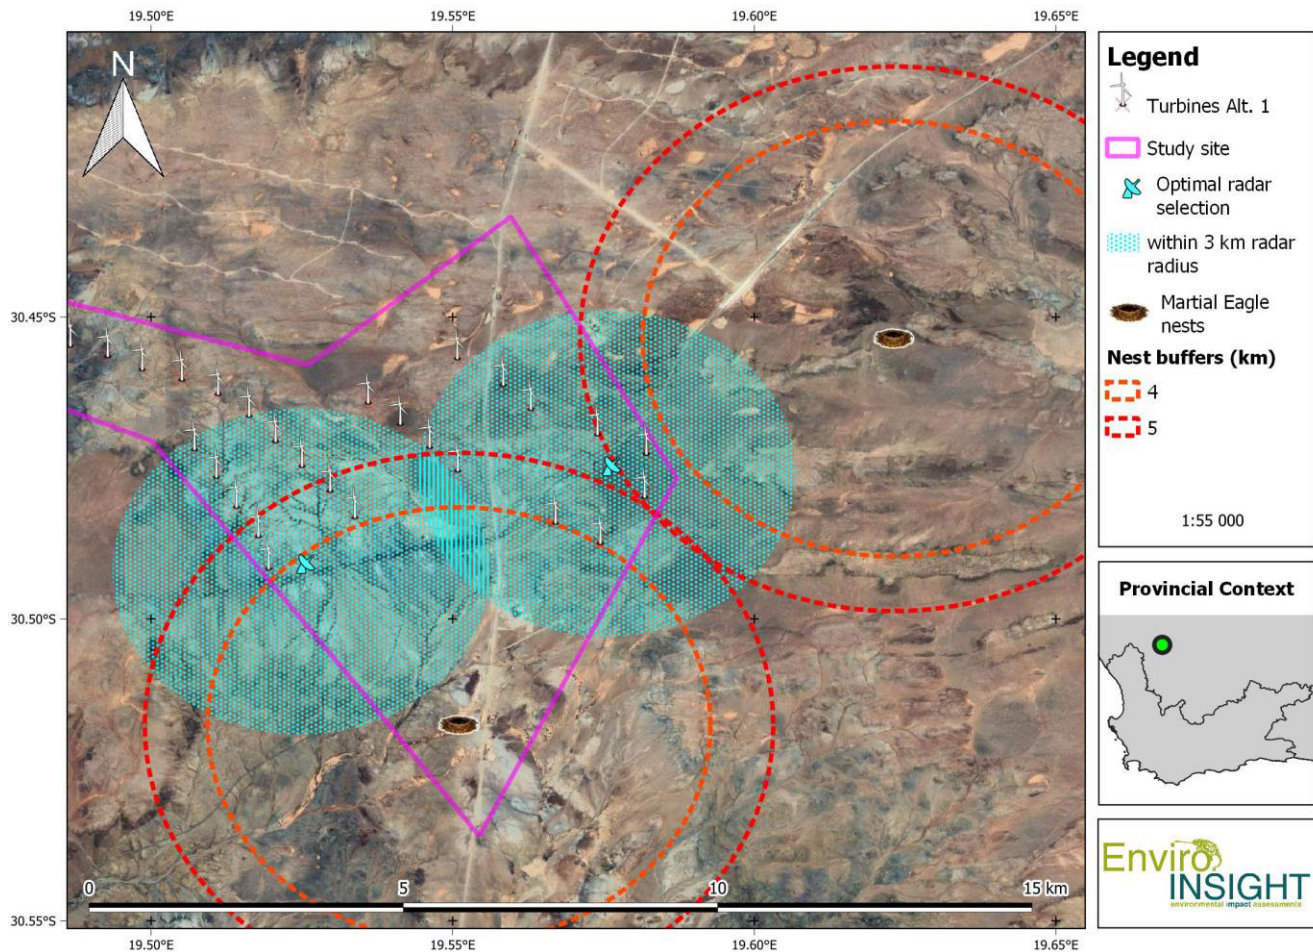 19.50°E
19.55°E
19.60°E
19.65°E
N
30.45°S
30.50°S
30.55°S
0
5
10
15 km
19.50°E
19.55°E
19.60°E
19.65°E
Legend
Turbines Alt. 1
Study site
Optimal radar
selection
within 3 km radar
radius
Martial Eagle
nests
Nest buffers (km)
4
5
1:55 000
Provincial Context
Enviro
INSIGHT
environmental impact assessments